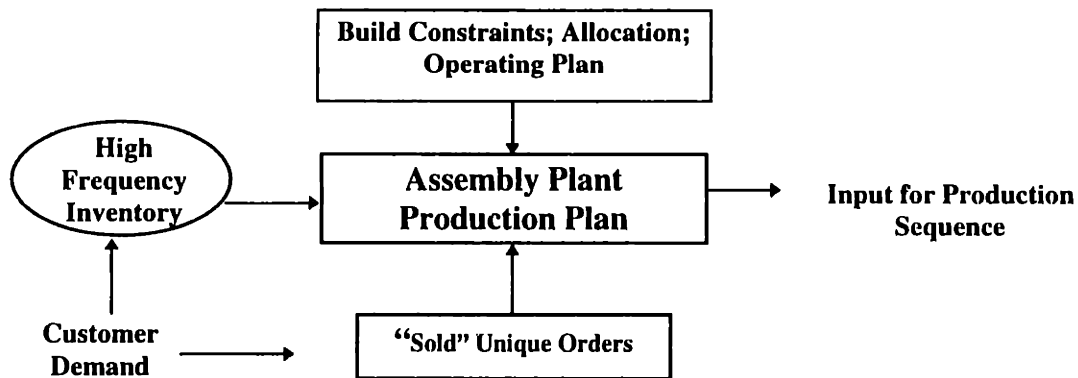 Build Constraints; Allocation;
Operating Plan
High
Frequency
Inventory
Assembly Plant
Production Plan
Input for Production
Sequence
Customer
Demand
“Sold” Unique Orders